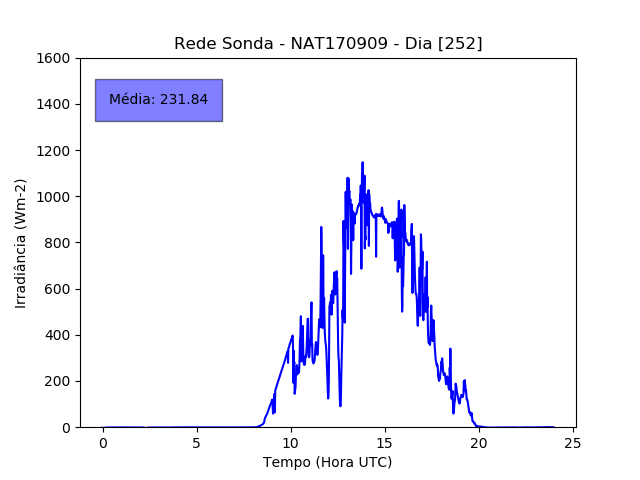 Rede Sonda - NAT170909 - Dia [252]
1600
1400
1200
1000
800
600
400
200
0
Irradiância (Wm-2)
Média: 231.84
0 5 10 15 20 25
Tempo (Hora UTC)